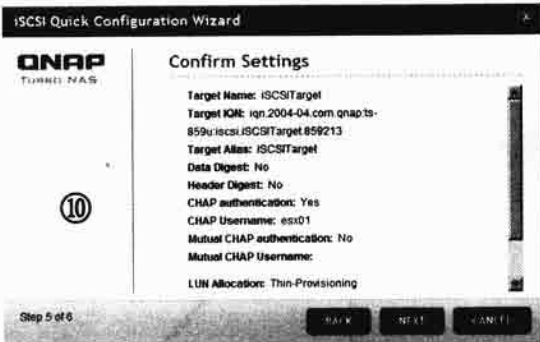 iSCSI Quick Configuration Wizard
X
QNAP
TURBO NAS
Confirm Settings
Target Name: iSCSITarget
Target IQN: iqn.2004-04.com.qnap:ts-
859u:iscsi.iSCSITarget.859213
Target Alias: iSCSITarget
Data Digest: No
Header Digest: No
CHAP authentication: Yes
CHAP Username: esx01
Mutual CHAP authentication: No
Mutual CHAP Username:
LUN Allocation: Thin-Provisioning
⑩
Step 5 of 6
BACK
NEXT
CANCEL